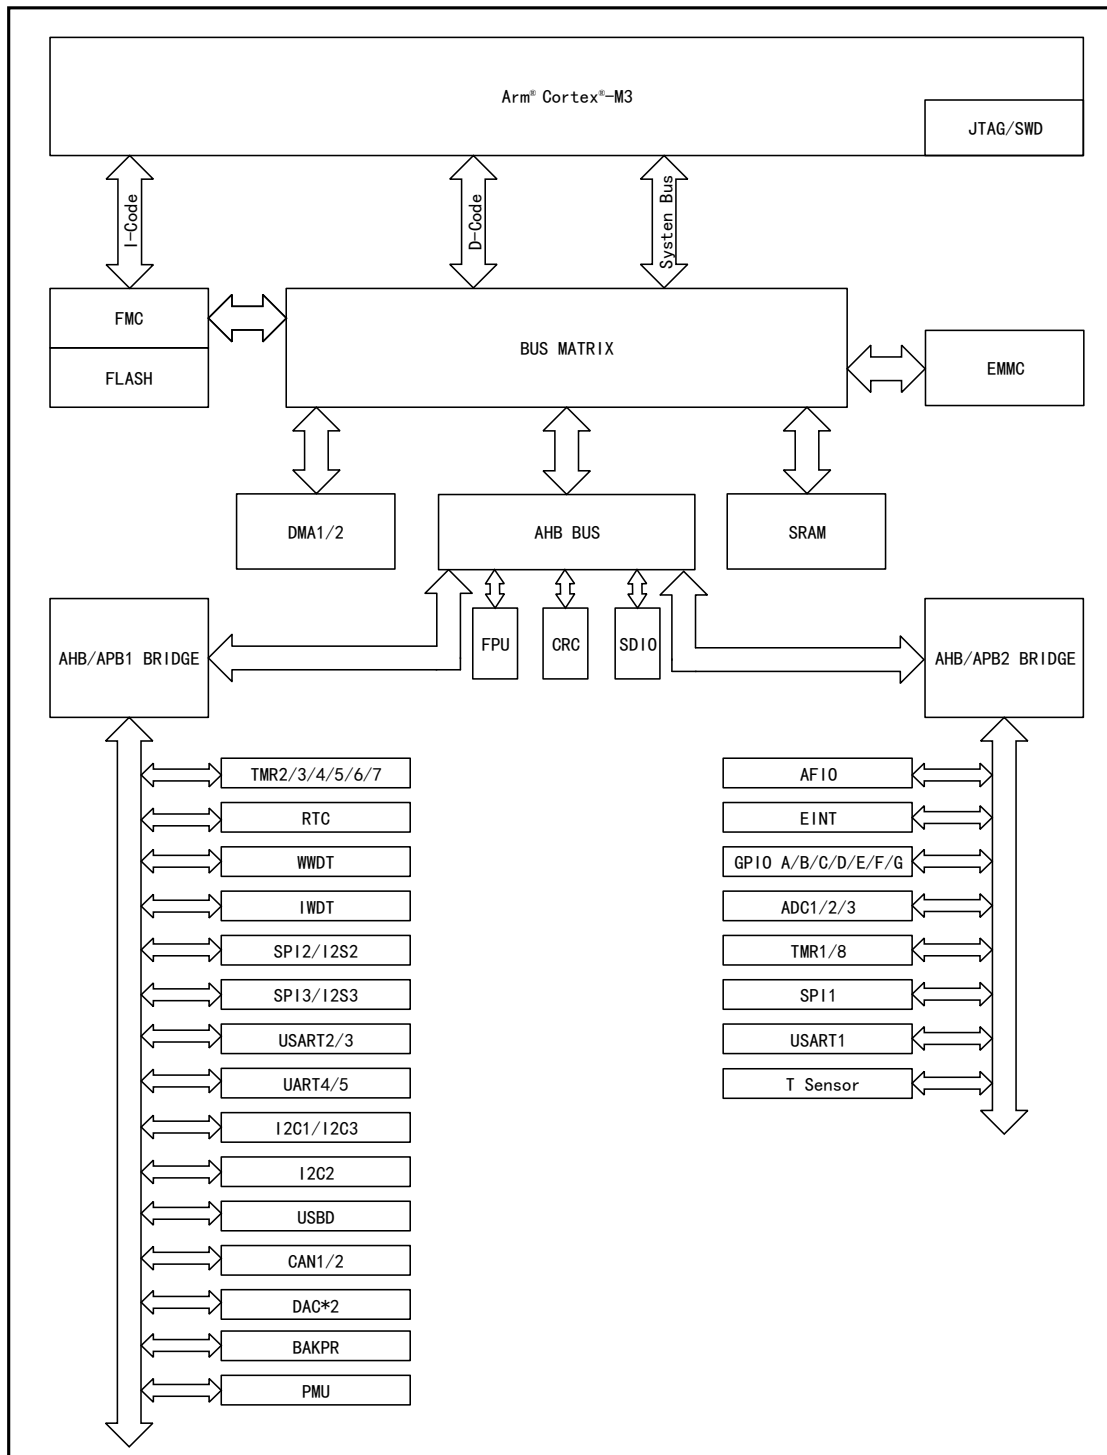 Arm® Cortex®-M3
JTAG/SWD
I-Code
D-Code
Systen Bus
FMC
BUS MATRIX
FLASH
EMMC
DMA1/2
AHB BUS
SRAM
FPU
CRC
SDIO
AHB/APB1 BRIDGE
AHB/APB2 BRIDGE
TMR2/3/4/5/6/7
RTC
WWDT
IWDT
SPI2/I2S2
SPI3/I2S3
USART2/3
UART4/5
I2C1/I2C3
I2C2
USBD
CAN1/2
DAC*2
BAKPR
PMU
AFIO
EINT
GPIO A/B/C/D/E/F/G
ADC1/2/3
TMR1/8
SPI1
USART1
T Sensor